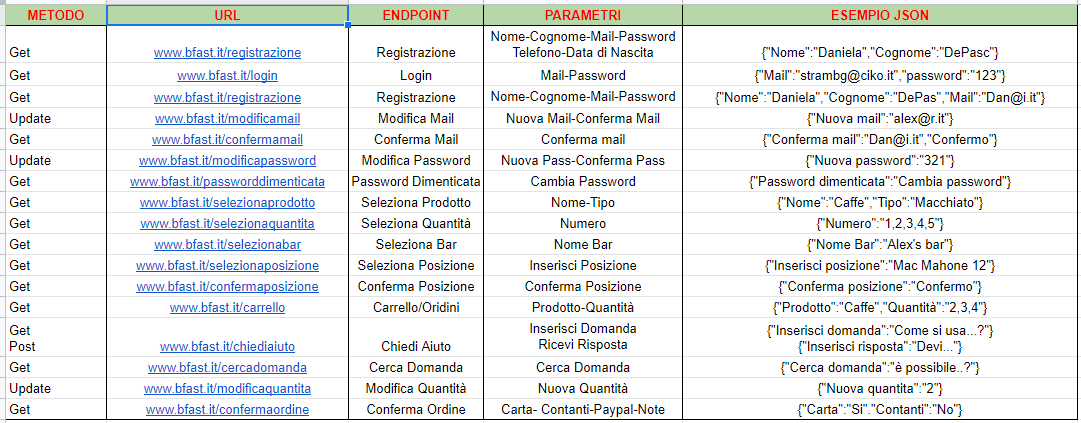 METODO URL ENDPOINT PARAMETRI ESEMPIO JSON
Get www.bfast.it/registrazione Registrazione Nome-Cognome-Mail-Password Telefono-Data di Nascita {"Nome":"Daniela","Cognome":"DePasc"}
Get www.bfast.it/login Login Mail-Password {"Mail":"strambg@ciko.it","password":"123"}
Get www.bfast.it/registrazione Registrazione Nome-Cognome-Mail-Password {"Nome":"Daniela","Cognome":"DePas","Mail":"Dan@i.it"}
Update www.bfast.it/modificamail Modifica Mail Nuova Mail-Conferma Mail {"Nuova mail":"alex@r.it"}
Get www.bfast.it/confermamail Conferma Mail Conferma mail {"Conferma mail":"Dan@i.it","Confermo"}
Update www.bfast.it/modificapassword Modifica Password Nuova Pass-Conferma Pass {"Nuova password":"321"}
Get www.bfast.it/passworddimenticata Password Dimenticata Cambia Password {"Password dimenticata":"Cambia password"}
Get www.bfast.it/selezionaprodotto Seleziona Prodotto Nome-Tipo {"Nome":"Caffe","Tipo":"Macchiato"}
Get www.bfast.it/selezionaquantita Seleziona Quantità Numero {"Numero":"1,2,3,4,5"}
Get www.bfast.it/selezionabar Seleziona Bar Nome Bar {"Nome Bar":"Alex's bar"}
Get www.bfast.it/selezionaposizione Seleziona Posizione Inserisci Posizione {"Inserisci posizione":"Mac Mahone 12"}
Get www.bfast.it/confermaposizione Conferma Posizione Conferma Posizione {"Conferma posizione":"Confermo"}
Get www.bfast.it/carrello Carrello/Oridini Prodotto-Quantità {"Prodotto":"Caffe","Quantità":"2,3,4"}
Get Inserisci Domanda {"Inserisci domanda":"Come si usa...?"}
Post www.bfast.it/chiediaiuto Chiedi Aiuto Ricevi Risposta {"Inserisci risposta":"Devi..."}
Get www.bfast.it/cercadomanda Cerca Domanda Cerca Domanda {"Cerca domanda":"è possibile..?"}
Update www.bfast.it/modificaquantita Modifica Quantità Nuova Quantità {"Nuova quantita":"2"}
Get www.bfast.it/confermaordine Conferma Ordine Carta- Contanti-Paypal-Note {"Carta":"Si"."Contanti":"No"}